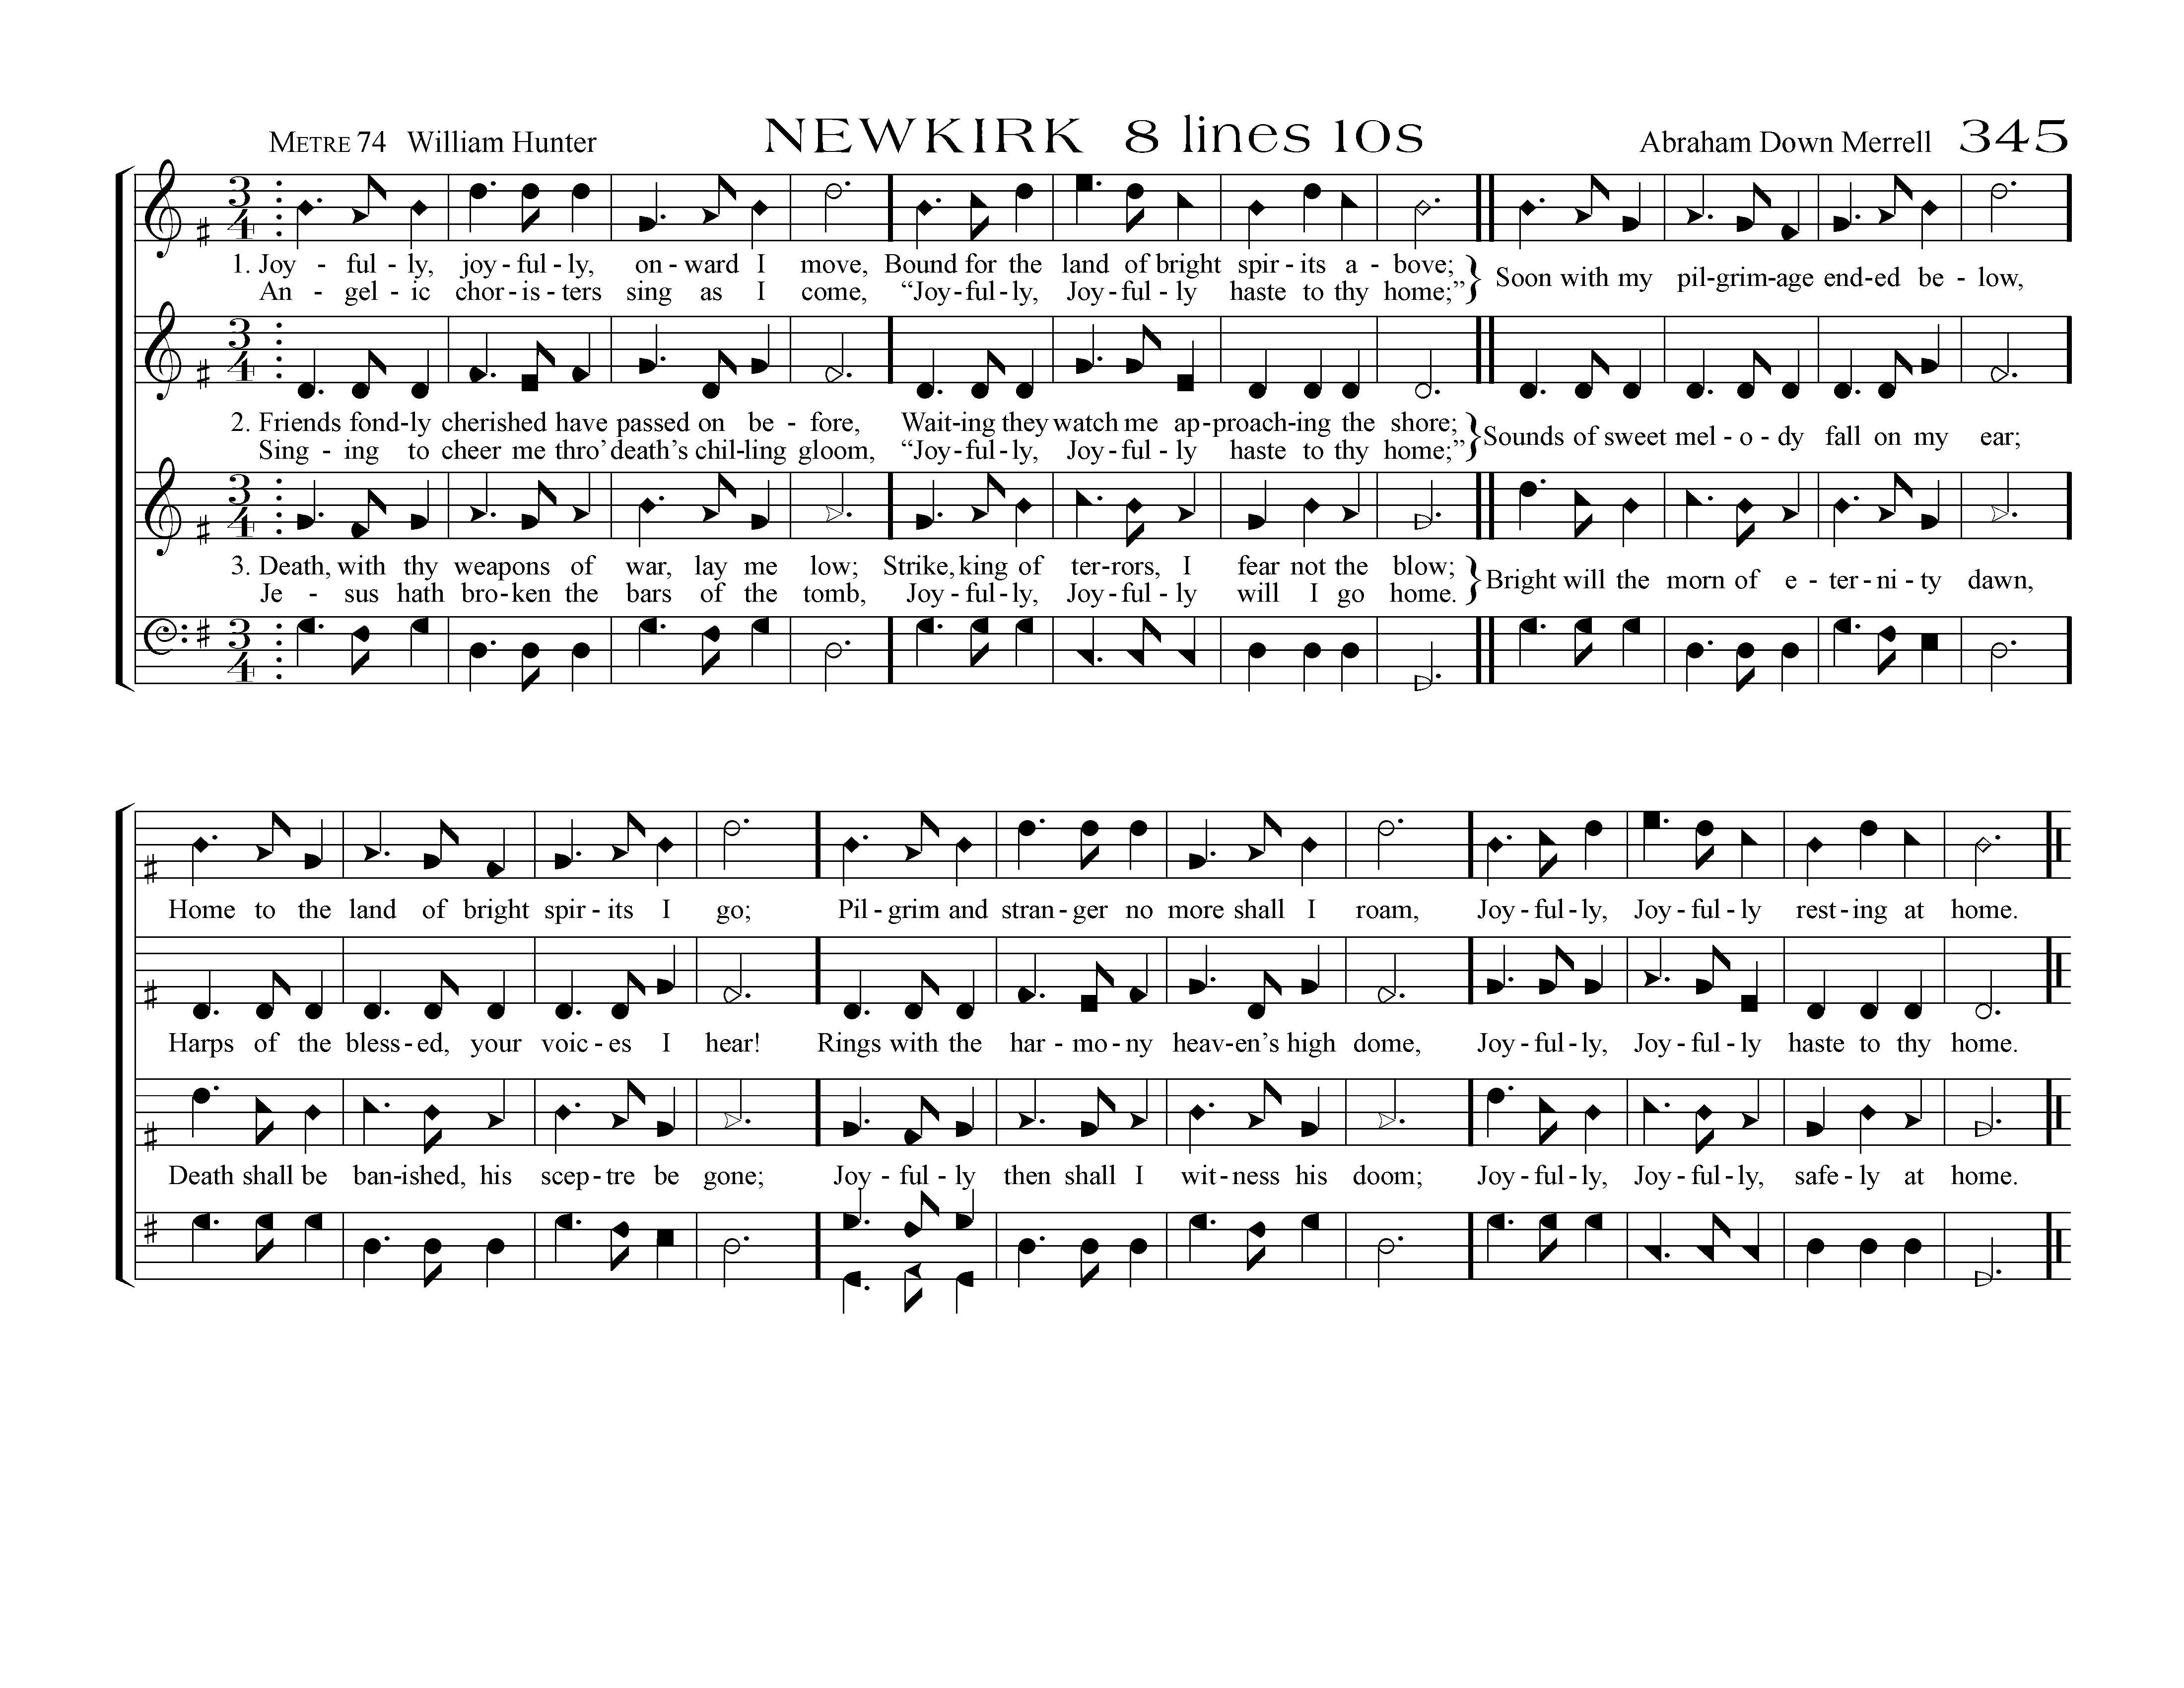 METRE 74 William Hunter NEWKIRK 8 lines 10s Abraham Down Merrell 345
3 4
1. Joy - ful - ly, joy - ful - ly, on - ward I move, Bound for the land of bright spir - its a - bove; } Soon with my pil - grim - age end - ed be - low,
An - gel - ic chor - is - ters sing as I come, “Joy - ful - ly, Joy - ful - ly haste to thy home;”
3 4
2. Friends fond - ly cherished have passed on be - fore, Wait - ing they watch me ap - proach - ing the shore; } Sounds of sweet mel - o - dy fall on my ear;
Sing - ing to cheer me thro’ death’s chil - ling gloom, “Joy - ful - ly, Joy - ful - ly haste to thy home;”
3 4
3. Death, with thy weapons of war, lay me low; Strike, king of ter - rors, I fear not the blow; } Bright will the morn of e - ter - ni - ty dawn,
Je - sus hath bro - ken the bars of the tomb, Joy - ful - ly, Joy - ful - ly will I go home.
3 4
Home to the land of bright spir - its I go; Pil - grim and stran - ger no more shall I roam, Joy - ful - ly, Joy - ful - ly rest - ing at home.
Harps of the bless - ed, your voic - es I hear! Rings with the har - mo - ny heav - en’s high dome, Joy - ful - ly, Joy - ful - ly haste to thy home.
Death shall be ban - ished, his scep - tre be gone; Joy - ful - ly then shall I wit - ness his doom; Joy - ful - ly, Joy - ful - ly, safe - ly at home.